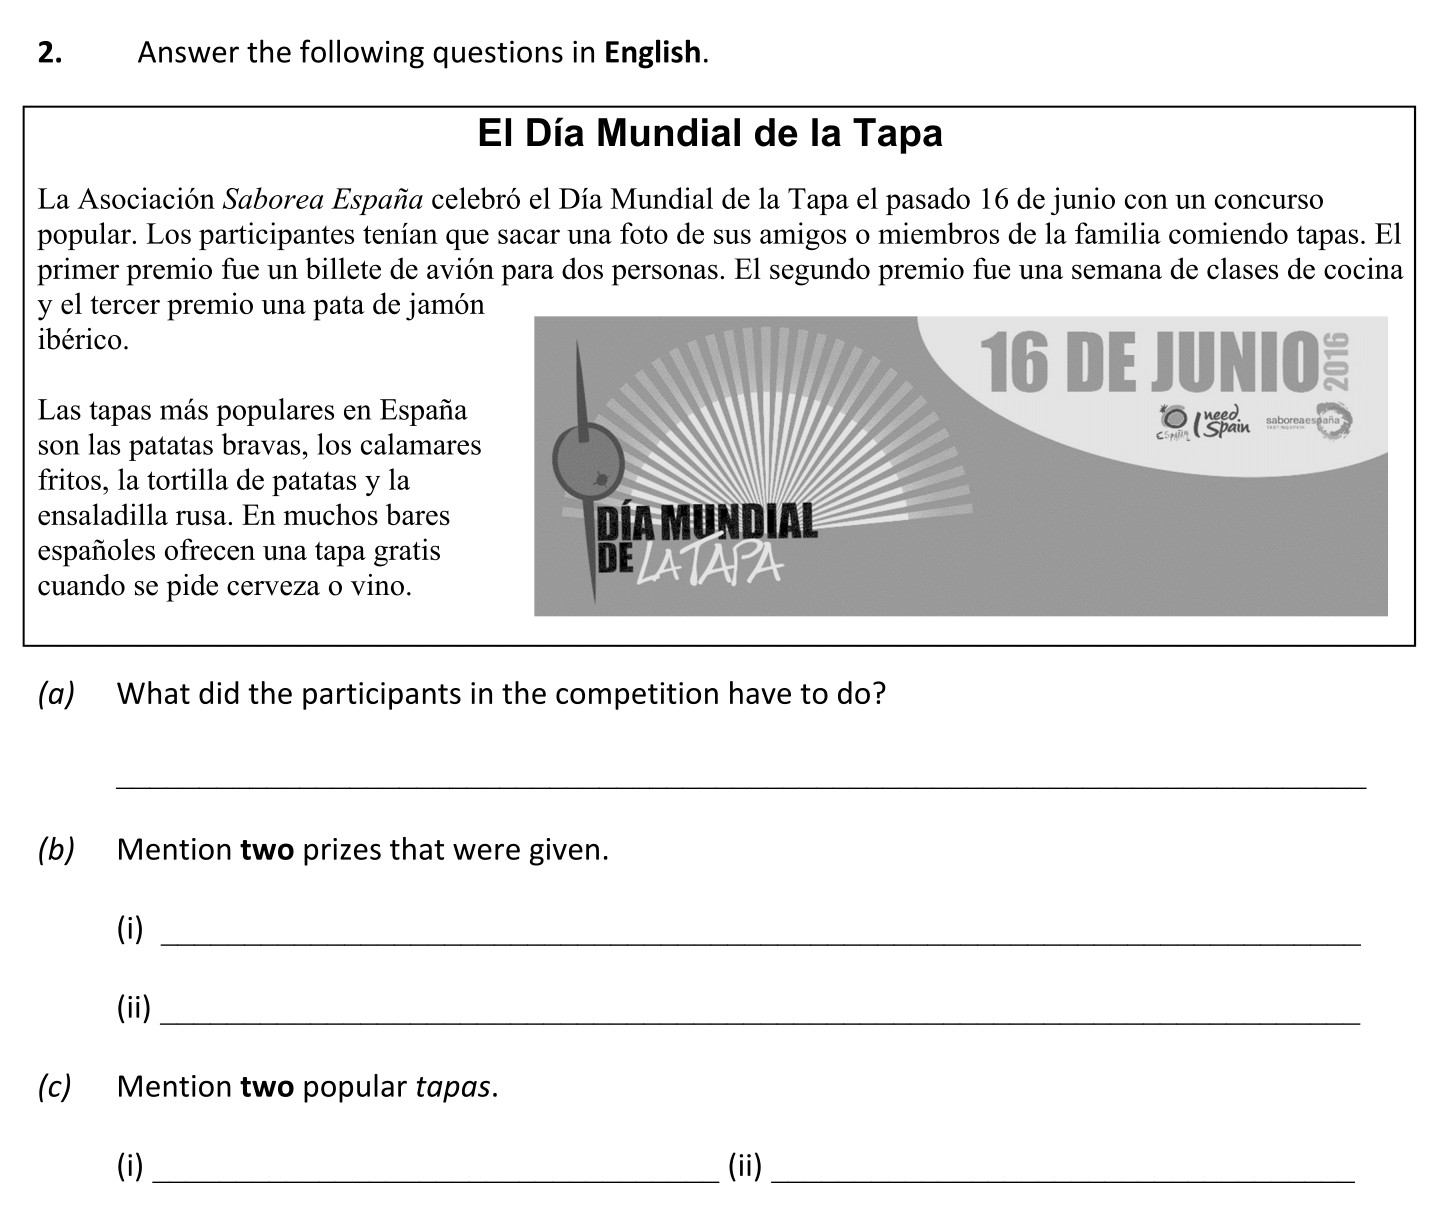 2. Answer the following questions in English.
El Día Mundial de la Tapa
La Asociación Saborea España celebró el Día Mundial de la Tapa el pasado 16 de junio con un concurso
popular. Los participantes tenían que sacar una foto de sus amigos o miembros de la familia comiendo tapas. El
primer premio fue un billete de avión para dos personas. El segundo premio fue una semana de clases de cocina
y el tercer premio una pata de jamón
ibérico.
Las tapas más populares en España
son las patatas bravas, los calamares
fritos, la tortilla de patatas y la
ensaladilla rusa. En muchos bares
españoles ofrecen una tapa gratis
cuando se pide cerveza o vino.
16 DE JUNIO 2016
España
I need Spain
saboreaespaña
DÍA MUNDIAL
DE LA TAPA
(a) What did the participants in the competition have to do?
(b) Mention two prizes that were given.
(i)
(ii)
(c) Mention two popular tapas.
(i) (ii)